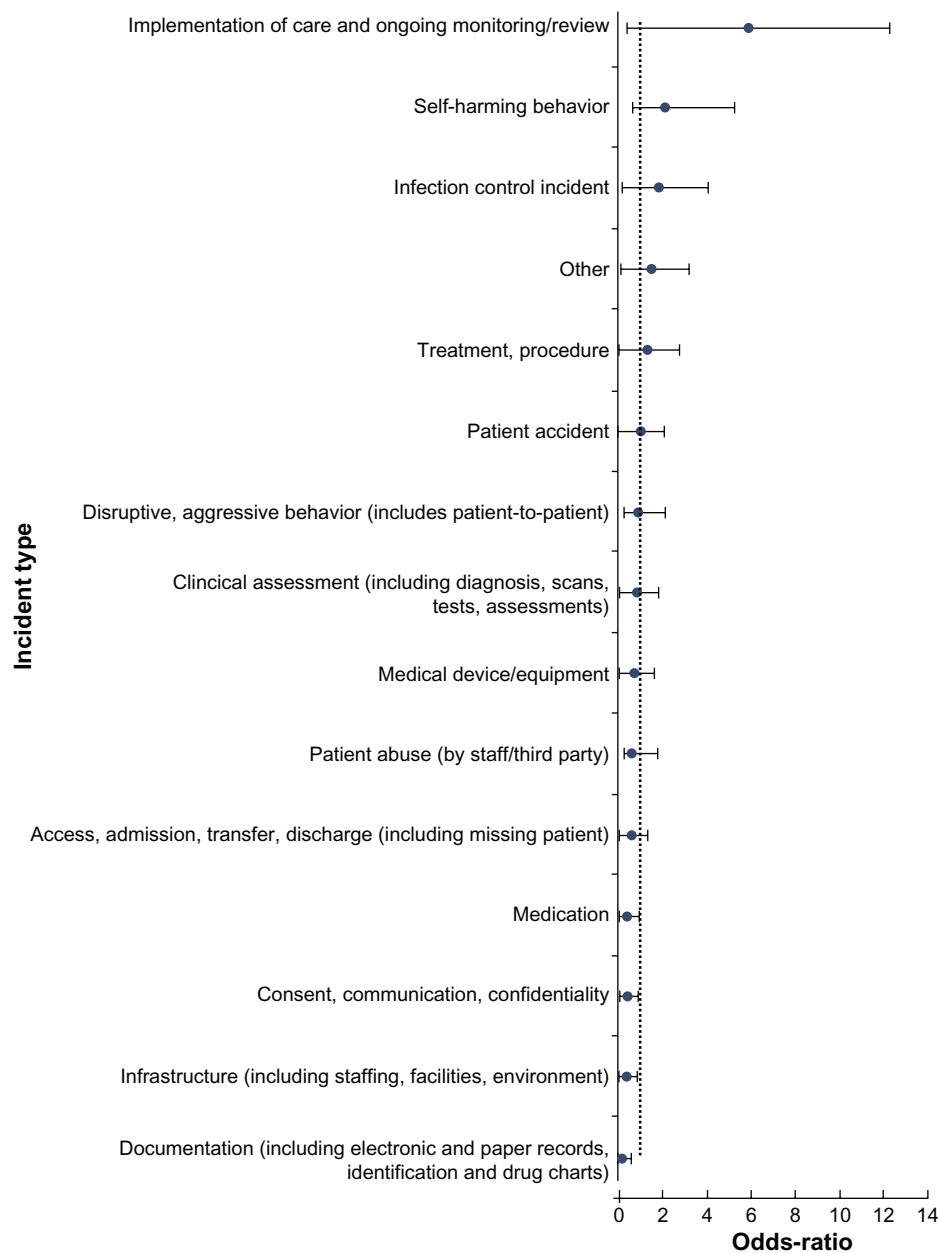 Implementation of care and ongoing monitoring/review
Self-harming behavior
Infection control incident
Other
Treatment, procedure
Patient accident
Disruptive, aggressive behavior (includes patient-to-patient)
Clincical assessment (including diagnosis, scans,
tests, assessments)
Medical device/equipment
Patient abuse (by staff/third party)
Access, admission, transfer, discharge (including missing patient)
Medication
Consent, communication, confidentiality
Infrastructure (including staffing, facilities, environment)
Documentation (including electronic and paper records,
identification and drug charts)
Incident type
0 2 4 6 8 10 12 14
Odds-ratio